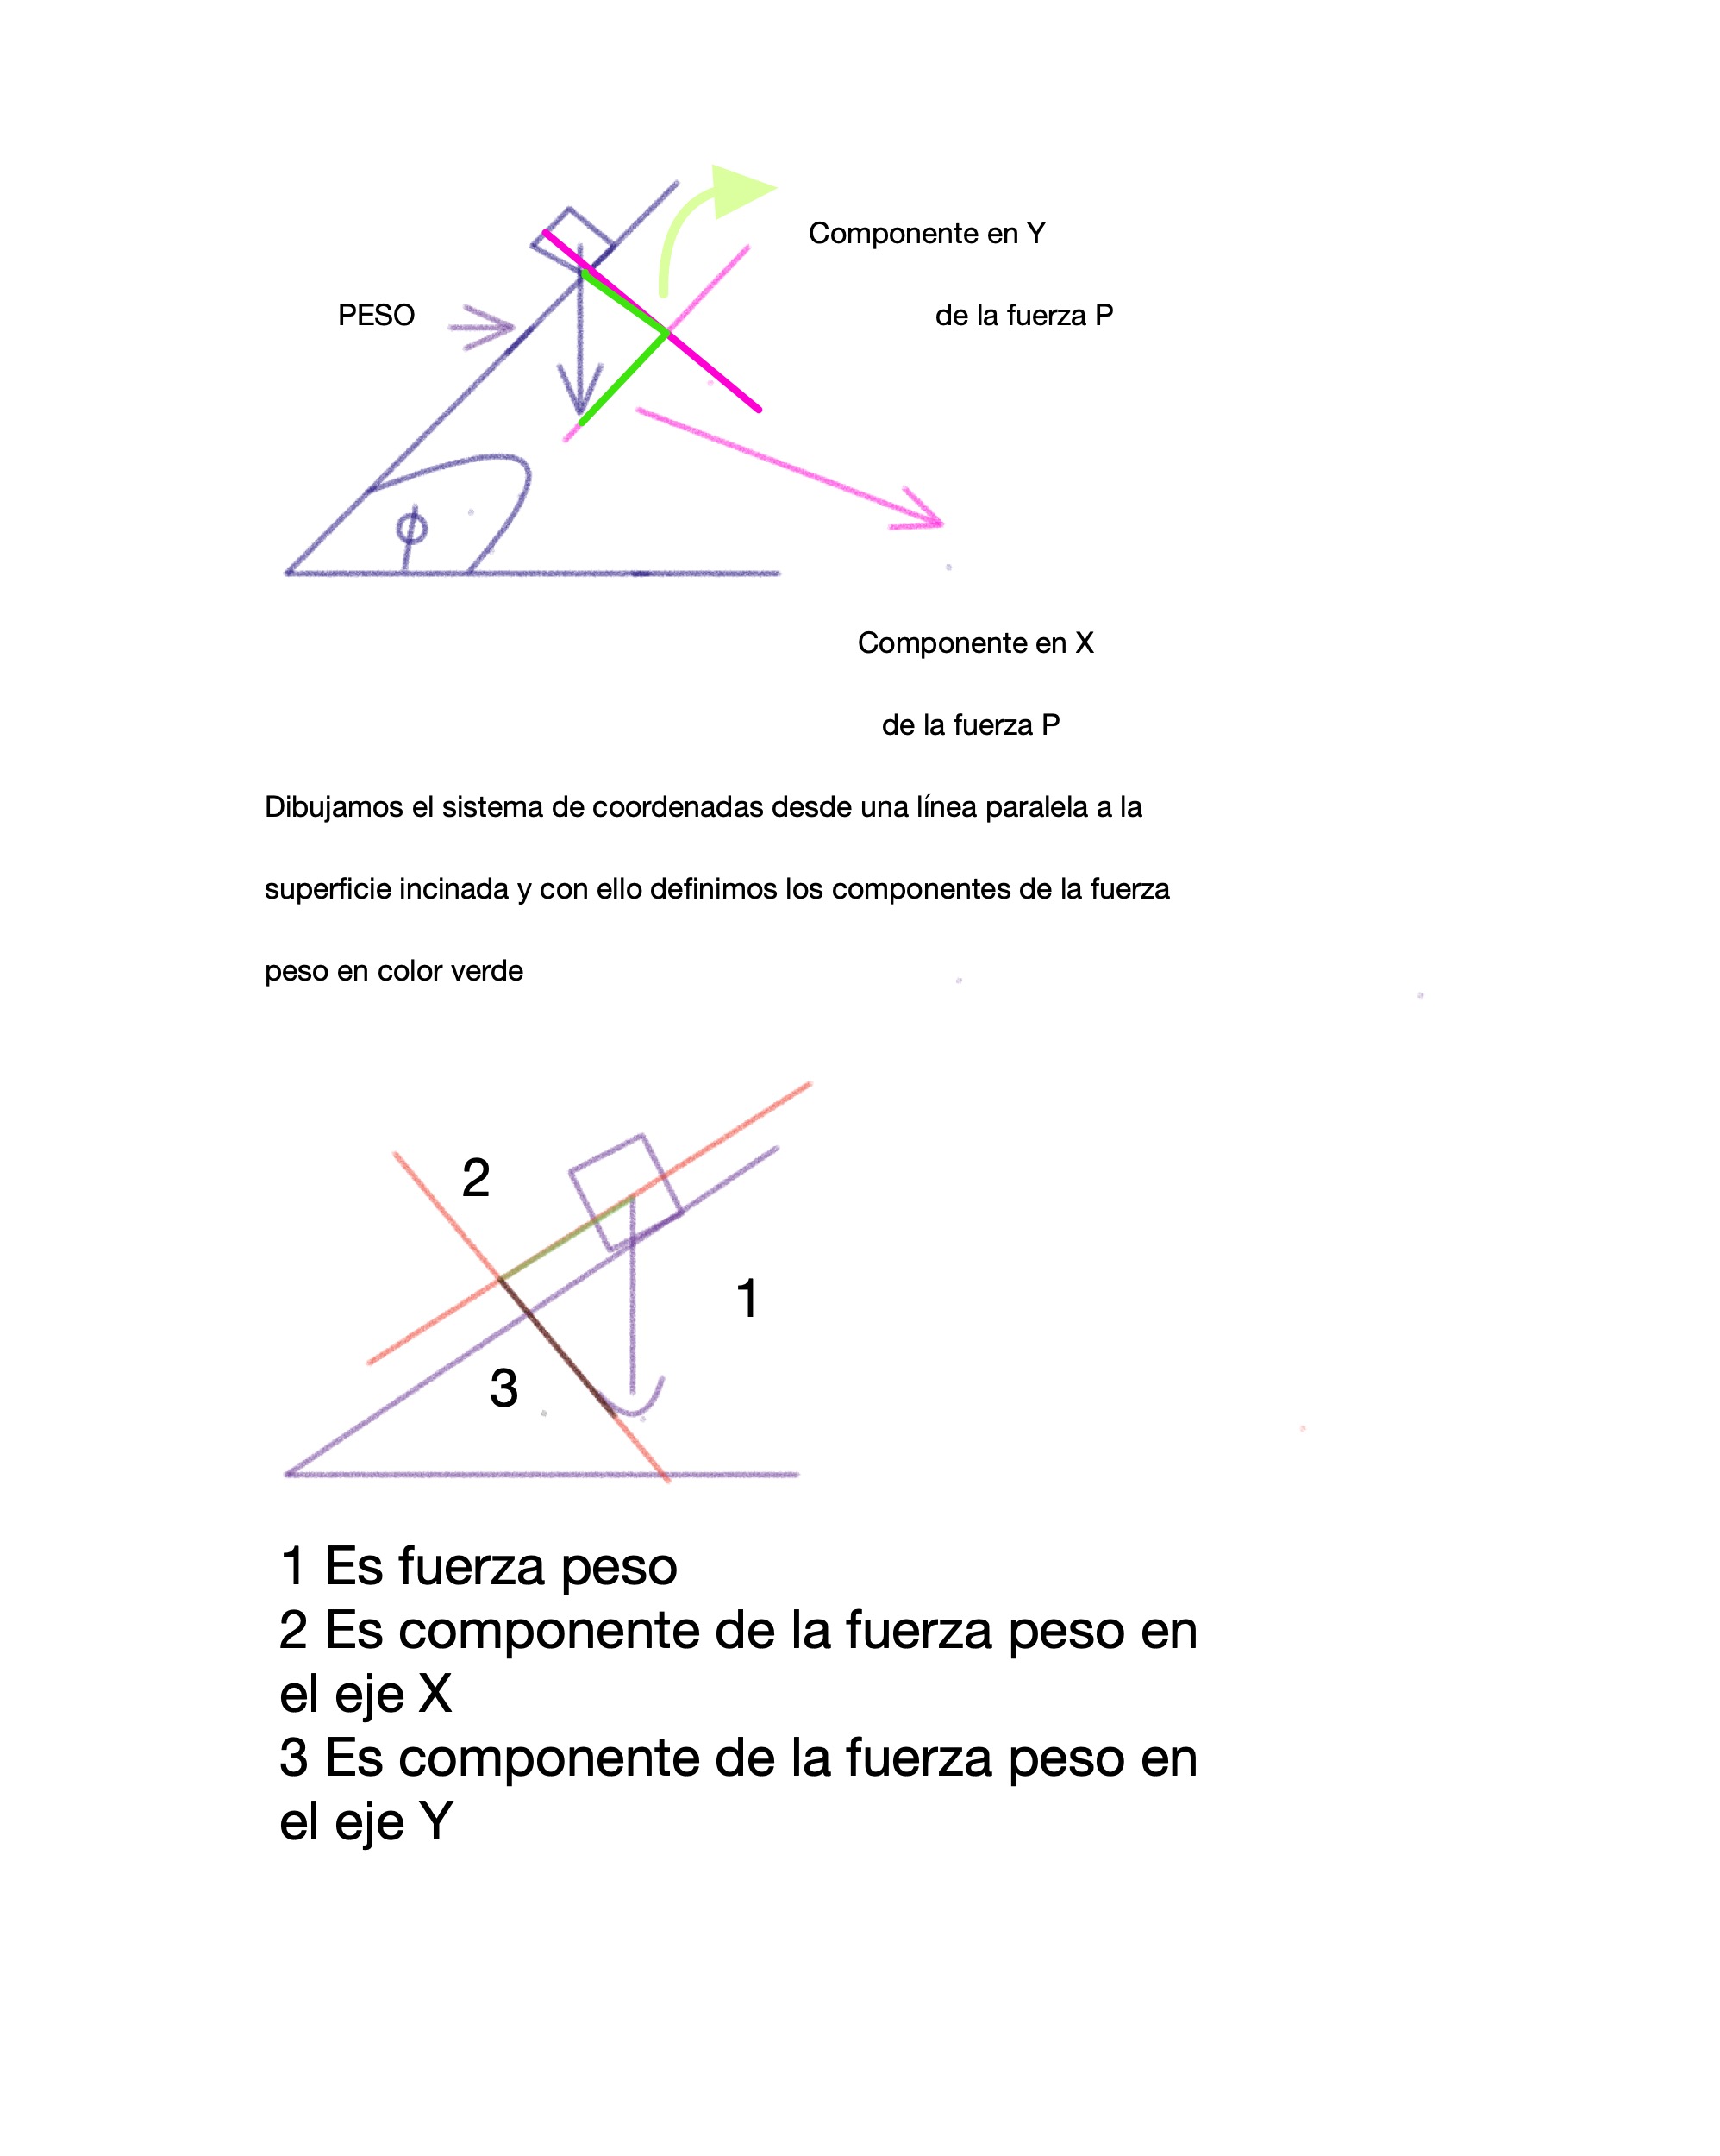 Componente en Y
PESO
de la fuerza P
ϕ
Componente en X
de la fuerza P
Dibujamos el sistema de coordenadas desde una línea paralela a la
superficie incinada y con ello definimos los componentes de la fuerza
peso en color verde
2
1
3
1 Es fuerza peso
2 Es componente de la fuerza peso en
el eje X
3 Es componente de la fuerza peso en
el eje Y